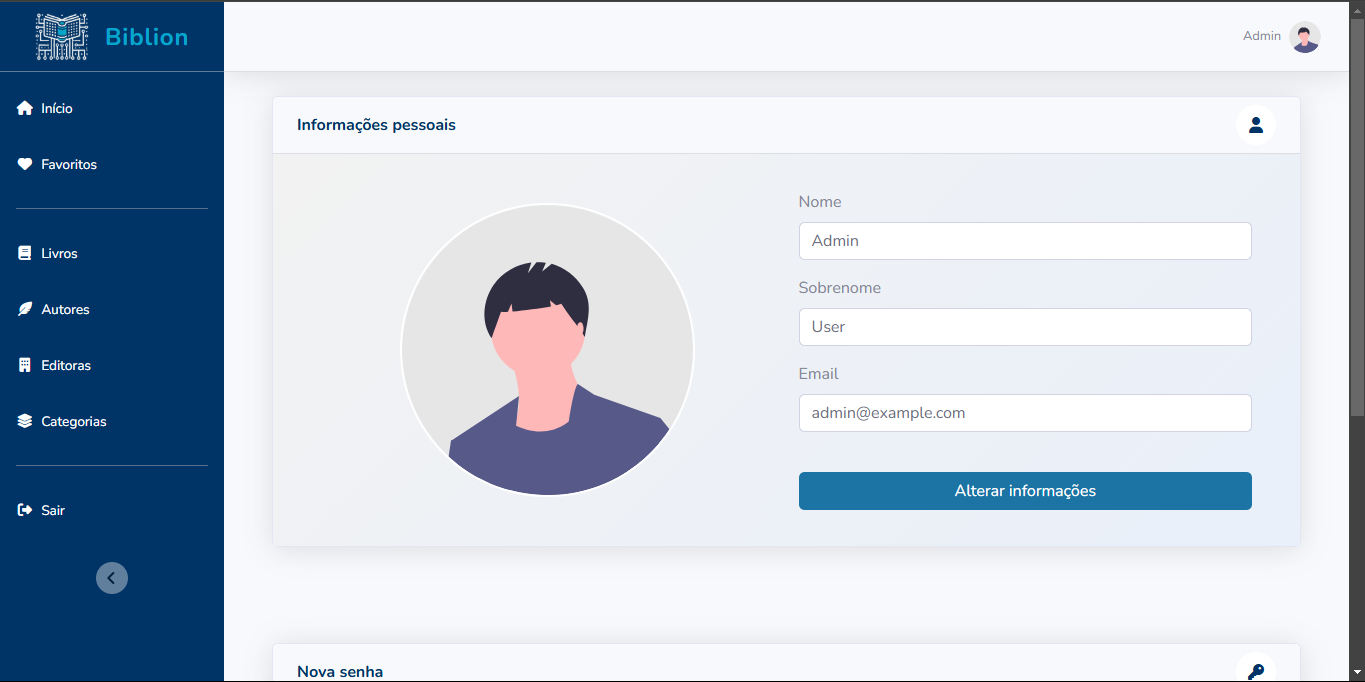 Biblion
Admin
Início
Favoritos
Livros
Autores
Editoras
Categorias
Sair
Informações pessoais
Nome
Admin
Sobrenome
User
Email
admin@example.com
Alterar informações
Nova senha